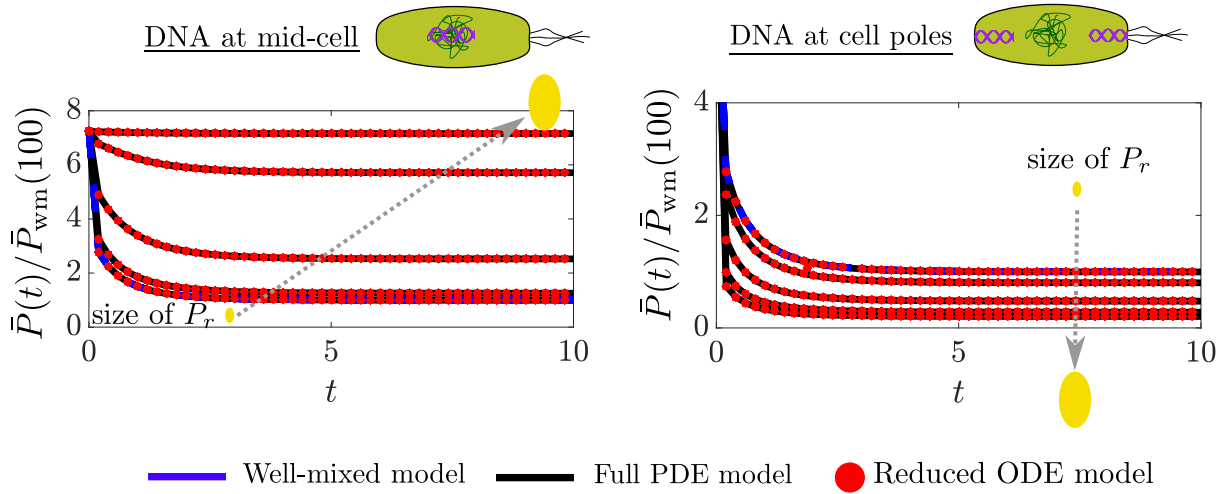 DNA at mid-cell
P̄(t)/P̄wm(100)
8
6
4
2
0
size of Pr
0
5
10
t
DNA at cell poles
P̄(t)/P̄wm(100)
4
2
0
size of Pr
0
5
10
t
Well-mixed model
Full PDE model
Reduced ODE model